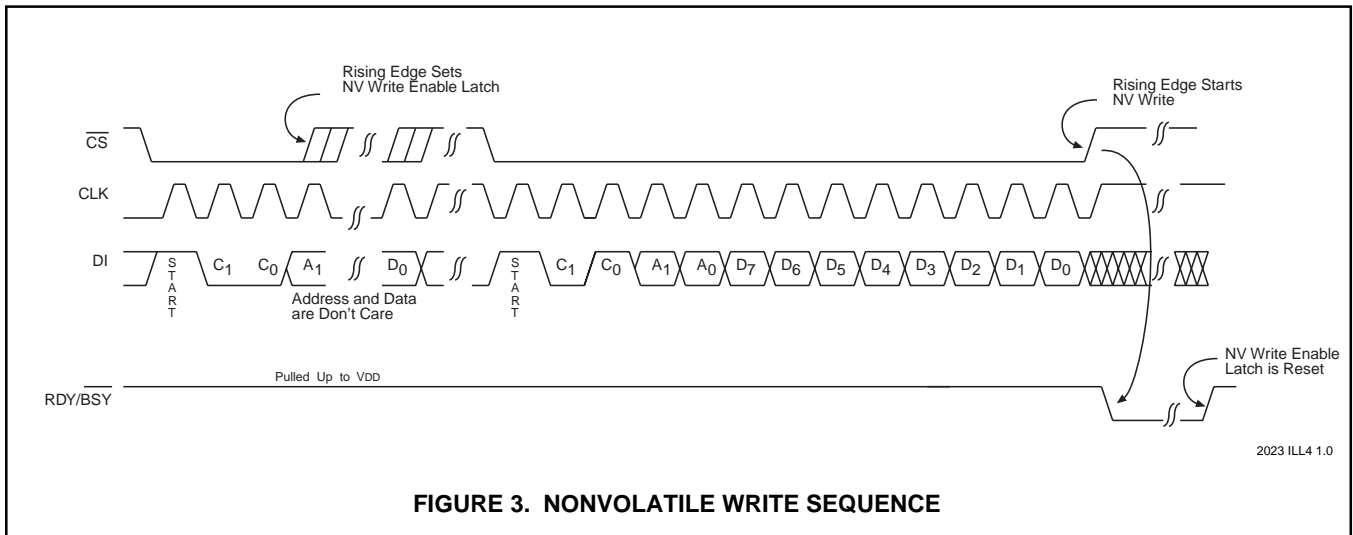 Rising Edge Sets
NV Write Enable Latch
Rising Edge Starts
NV Write
CS
CLK
DI
START
C1
C0
A1
D0
START
C1
C0
A1
A0
D7
D6
D5
D4
D3
D2
D1
D0
Address and Data
are Don't Care
NV Write Enable
Latch is Reset
Pulled Up to VDD
RDY/BSY
2023 ILL4 1.0
FIGURE 3. NONVOLATILE WRITE SEQUENCE